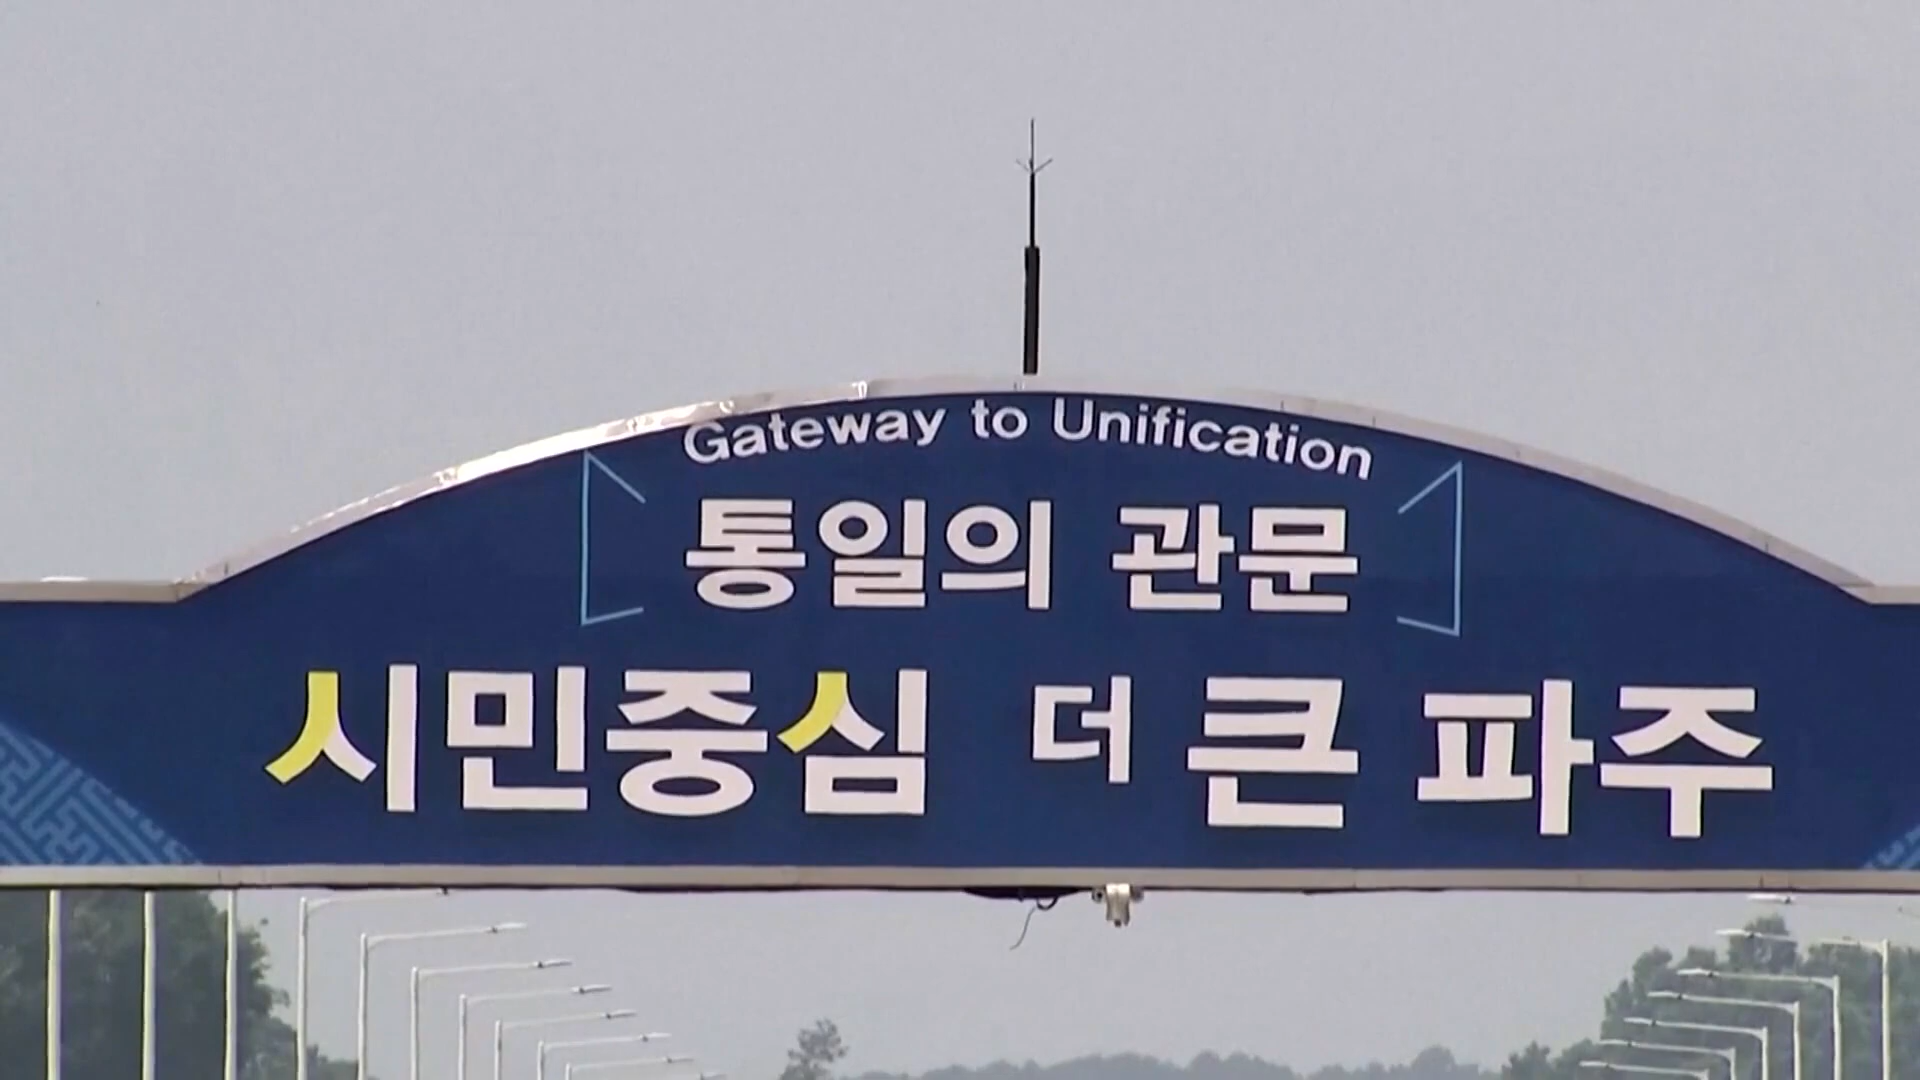 Gateway to Unification
통일의 관문
시민중심 더 큰 파주